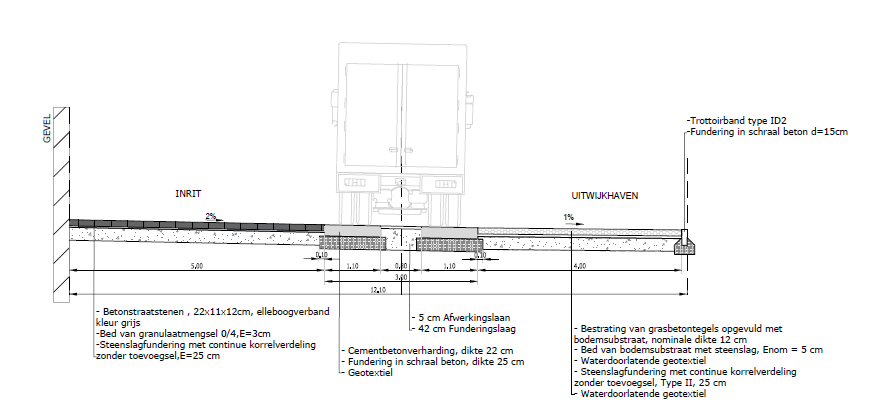 -Trottoirband type ID2
-Fundering in schraal beton d=15cm
GEVEL
INRIT
UITWIJKHAVEN
2%
1%
0,10
0,10
5,00
1,10
0,80
1,10
4,00
3,00
12,10
- Betonstraatstenen , 22x11x12cm, elleboogverband
kleur grijs
-Bed van granulaatmengsel 0/4,E=3cm
-Steenslagfundering met continue korrelverdeling
zonder toevoegsel,E=25 cm
- 5 cm Afwerkingslaan
- 42 cm Funderingslaag
- Cementbetonverharding, dikte 22 cm
- Fundering in schraal beton, dikte 25 cm
- Geotextiel
- Bestrating van grasbetontegels opgevuld met
bodemsubstraat, nominale dikte 12 cm
- Bed van bodemsubstraat met steenslag, Enom = 5 cm
- Waterdoorlatende geotextiel
- Steenslagfundering met continue korrelverdeling
zonder toevoegsel, Type II, 25 cm
- Waterdoorlatende geotextiel